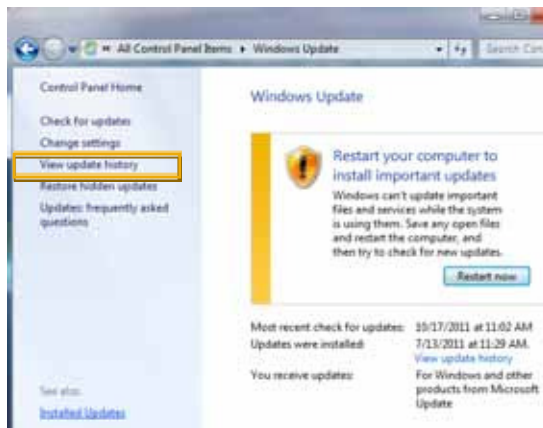 All Control Panel Items ▸ Windows Update
Control Panel Home
Check for updates
Change settings
View update history
Restore hidden updates
Updates: frequently asked
questions
See also
Installed Updates
Windows Update
Restart your computer to
install important updates
Windows can't update important
files and services while the system
is using them. Save any open files
and restart the computer, and
then try to check for new updates.
Restart now
Most recent check for updates: 10/17/2011 at 11:02 AM
Updates were installed: 7/13/2011 at 11:29 AM.
View update history
You receive updates: For Windows and other
products from Microsoft
Update